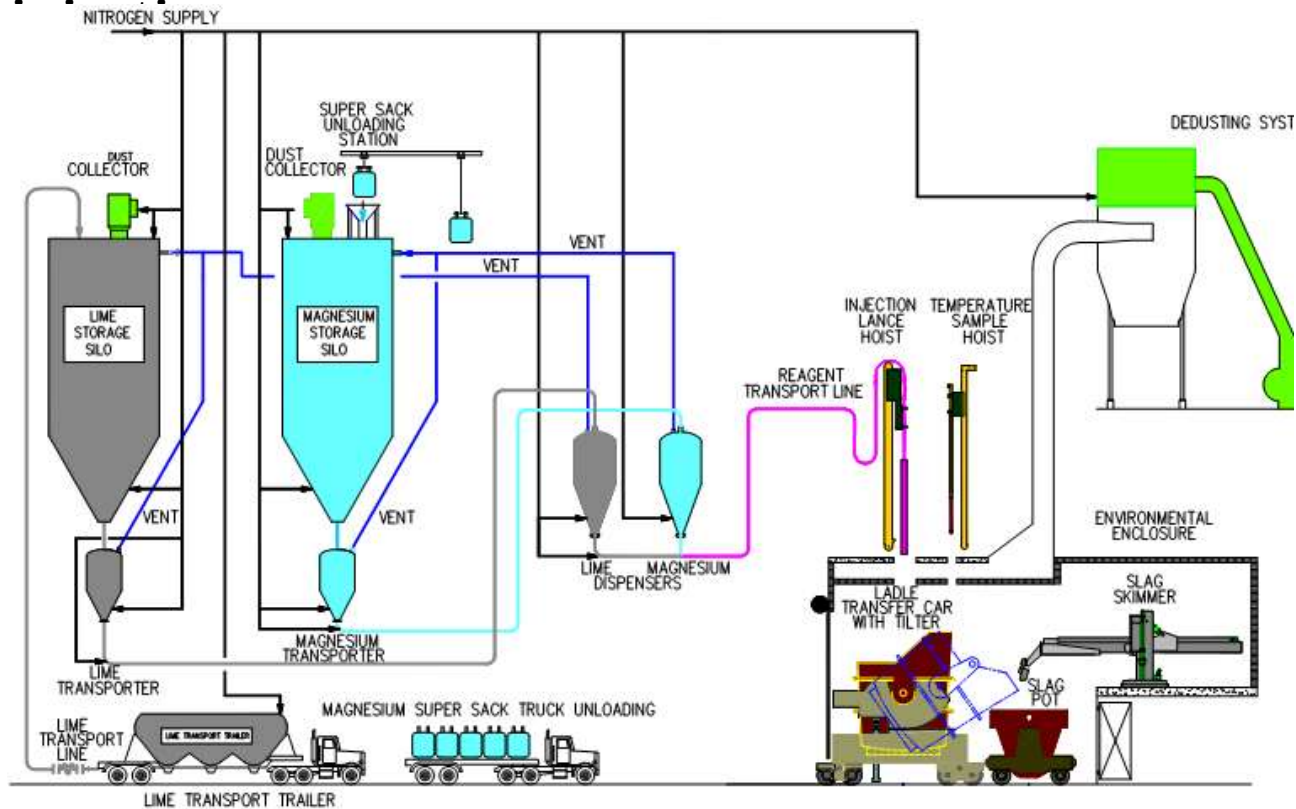 NITROGEN SUPPLY
SUPER SACK
UNLOADING
STATION
DEDUSTING SYST
DUST
COLLECTOR
DUST
COLLECTOR
VENT
VENT
LIME
STORAGE
SILO
MAGNESIUM
STORAGE
SILO
INJECTION
LANCE
HOIST
TEMPERATURE
SAMPLE
HOIST
REAGENT
TRANSPORT LINE
VENT
VENT
ENVIRONMENTAL
ENCLOSURE
LIME
DISPENSERS
MAGNESIUM
LADLE
TRANSFER CAR
WITH TILTER
SLAG
SKIMMER
MAGNESIUM
TRANSPORTER
LIME
TRANSPORTER
SLAG
POT
MAGNESIUM SUPER SACK TRUCK UNLOADING
LIME
TRANSPORT
LINE
LIME TRANSPORT TRAILER
LIME TRANSPORT TRAILER